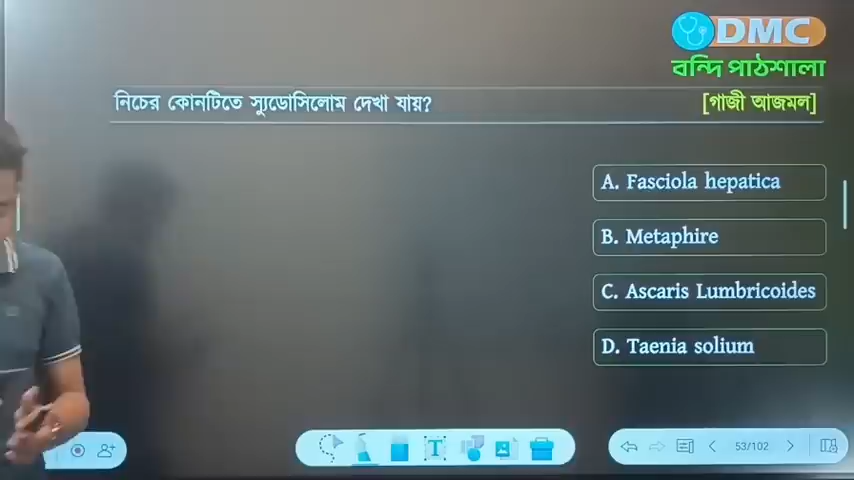 DMC
বন্দি পাঠশালা
নিচের কোনটিতে স্যুডোসিলোম দেখা যায়?
[গাজী আজমল]
A. Fasciola hepatica
B. Metaphire
C. Ascaris Lumbricoides
D. Taenia solium
T
53/102